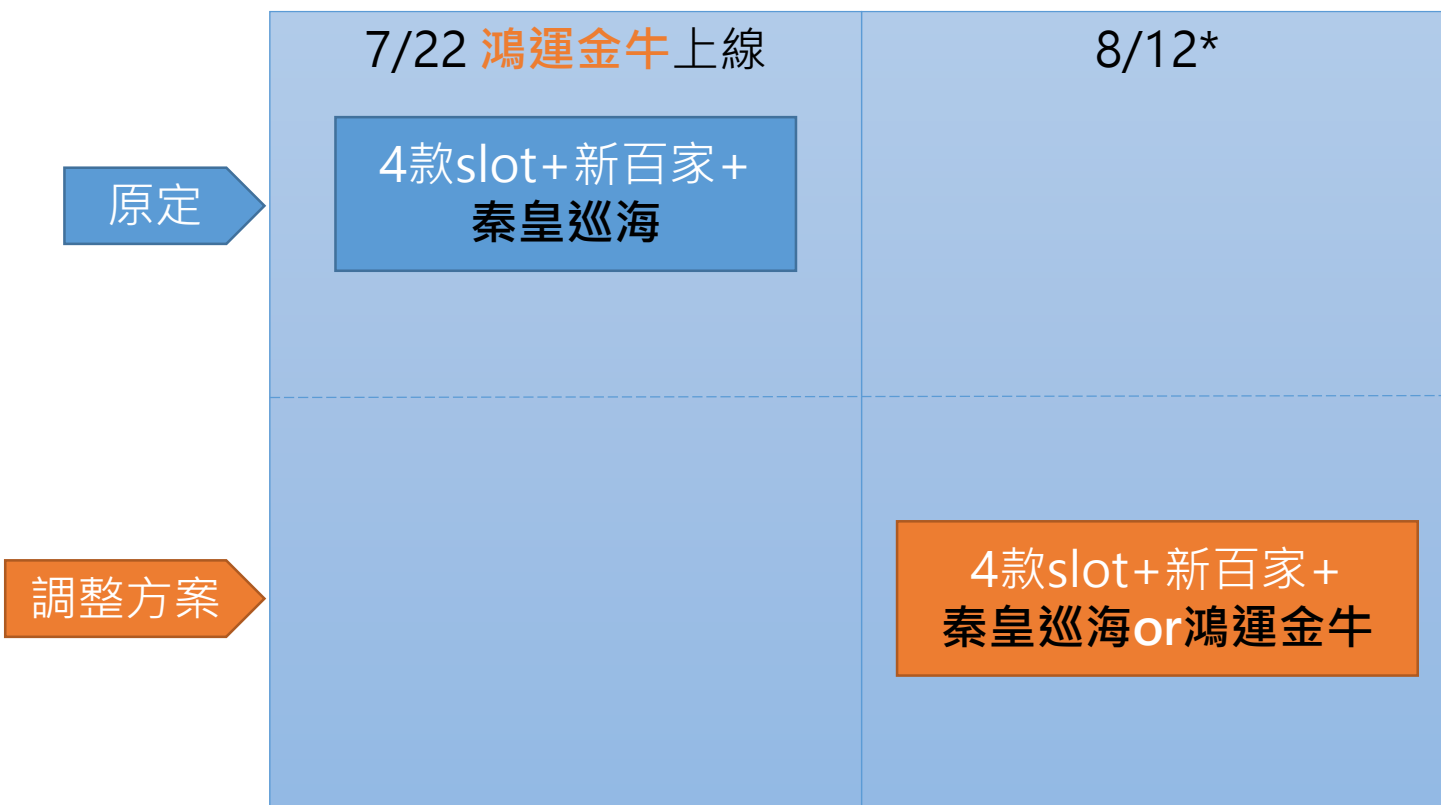 7/22 鴻運金牛上線
8/12*
原定
4款slot+新百家+
秦皇巡海
調整方案
4款slot+新百家+
秦皇巡海or鴻運金牛